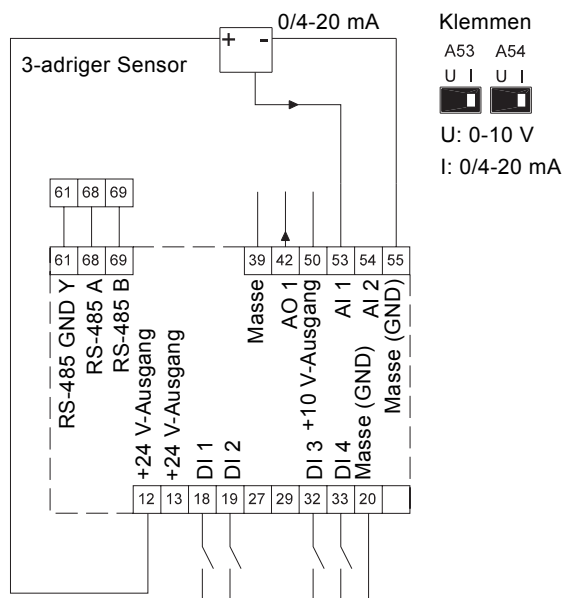 0/4-20 mA
+ -
3-adriger Sensor
Klemmen
A53 A54
U I U I
U: 0-10 V
I: 0/4-20 mA
61 68 69
61 68 69
39 42 50 53 54 55
RS-485 GND Y
RS-485 A
RS-485 B
+24 V-Ausgang
+24 V-Ausgang
DI 1
DI 2
Masse
AO 1
+10 V-Ausgang
AI 1
AI 2
Masse (GND)
DI 3
DI 4
Masse (GND)
12 13 18 19 27 29 32 33 20